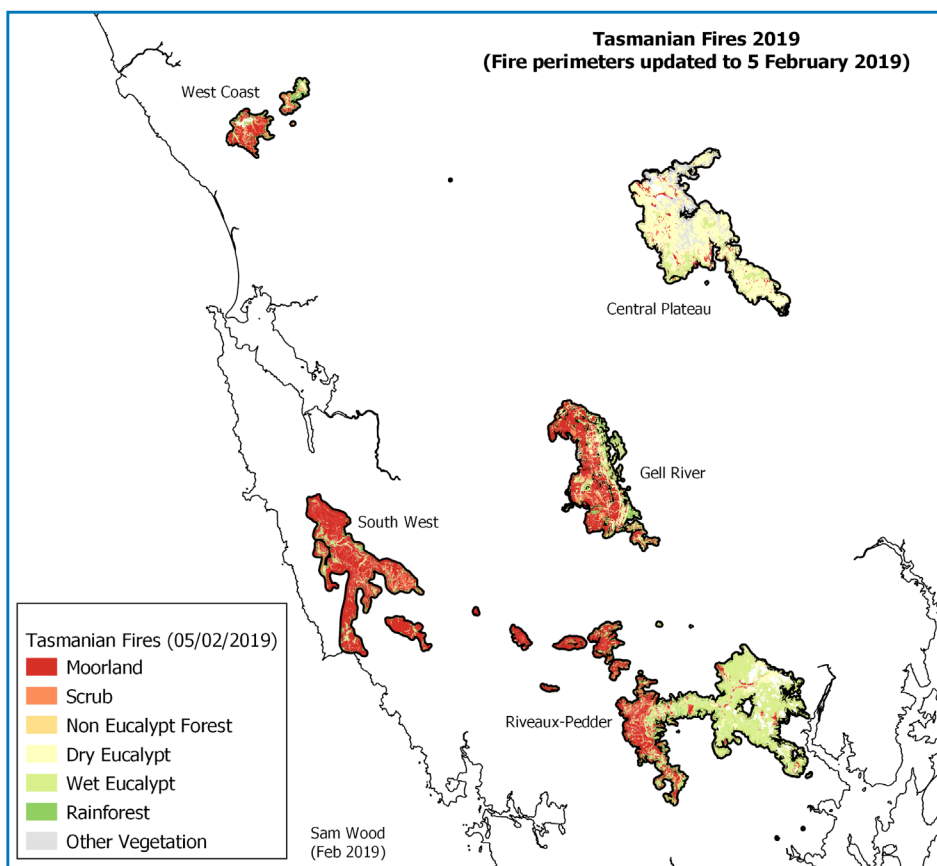 Tasmanian Fires 2019
(Fire perimeters updated to 5 February 2019)
West Coast
Central Plateau
Gell River
South West
Riveaux-Pedder
Tasmanian Fires (05/02/2019)
Moorland
Scrub
Non Eucalypt Forest
Dry Eucalypt
Wet Eucalypt
Rainforest
Other Vegetation
Sam Wood
(Feb 2019)